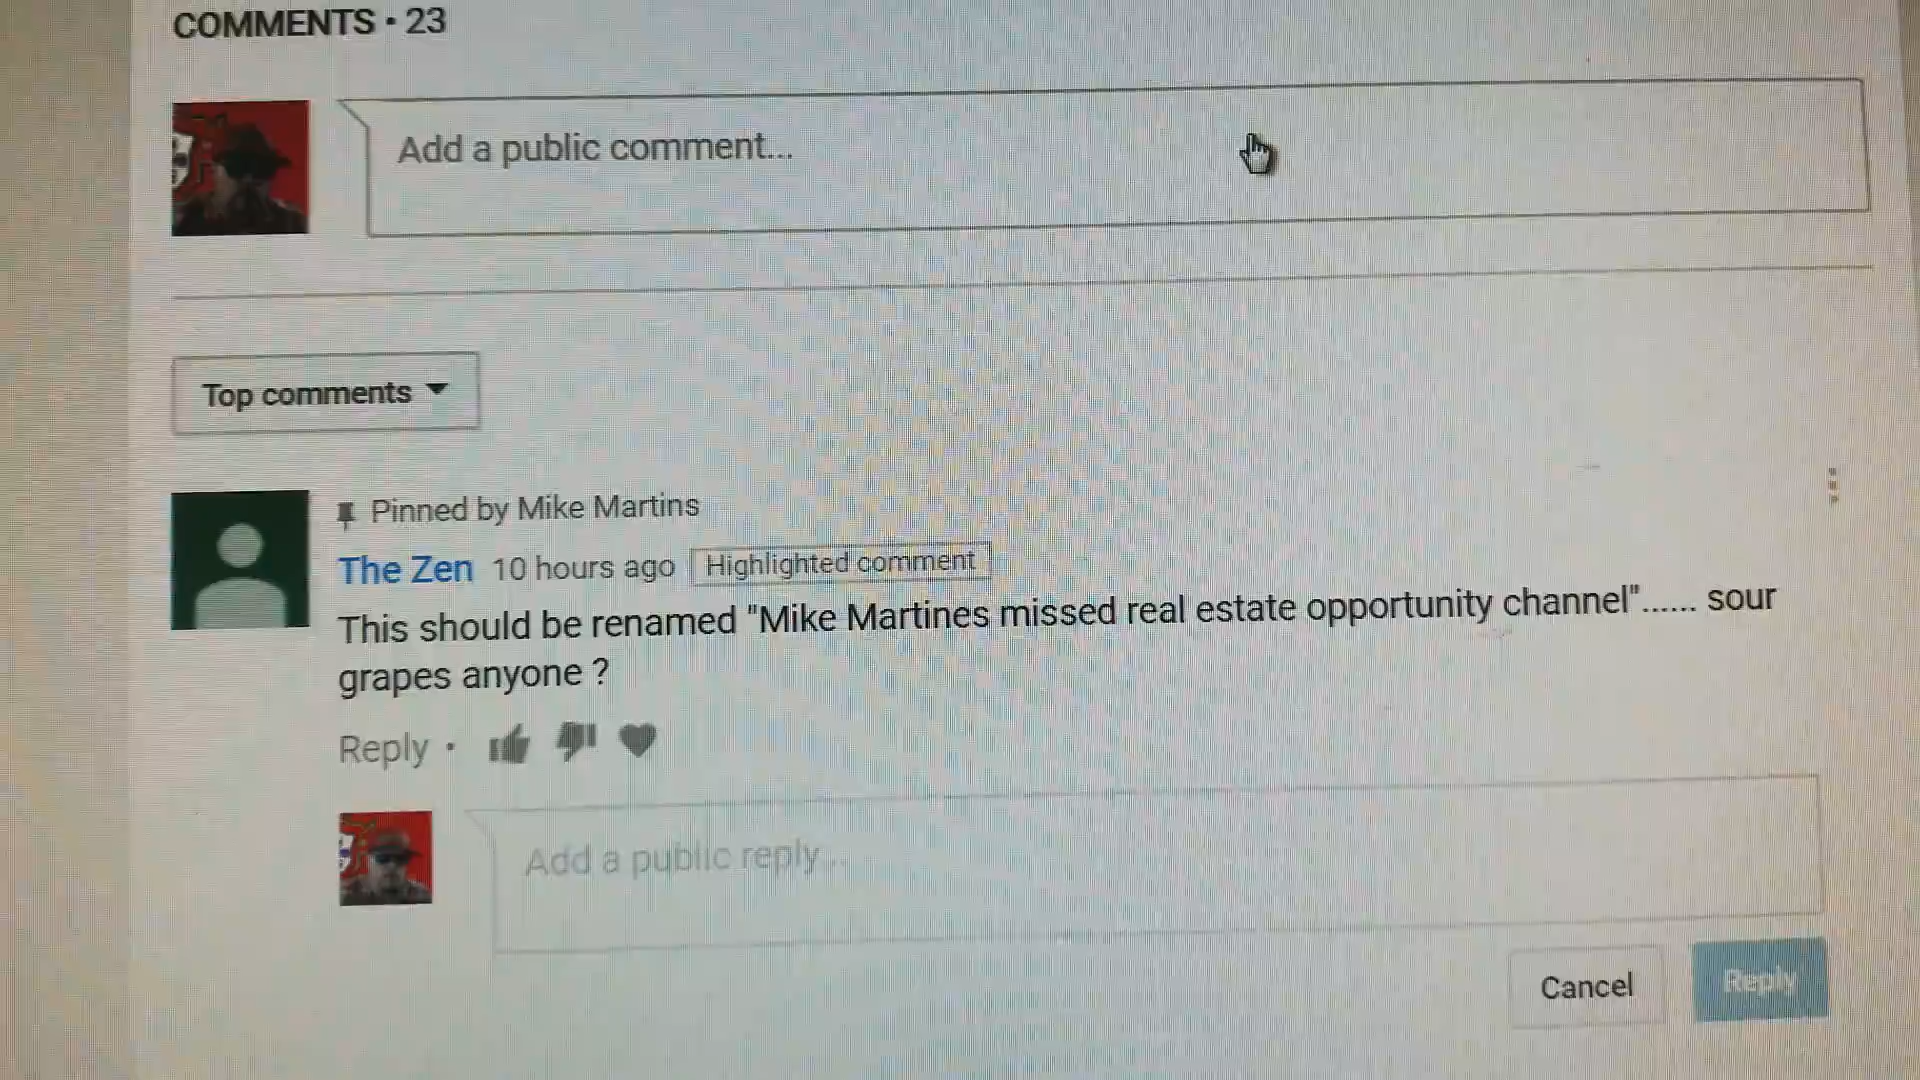 COMMENTS • 23
Add a public comment...
Top comments
Pinned by Mike Martins
The Zen 10 hours ago Highlighted comment
This should be renamed "Mike Martines missed real estate opportunity channel"...... sour
grapes anyone ?
Reply •
Add a public reply...
Cancel Reply